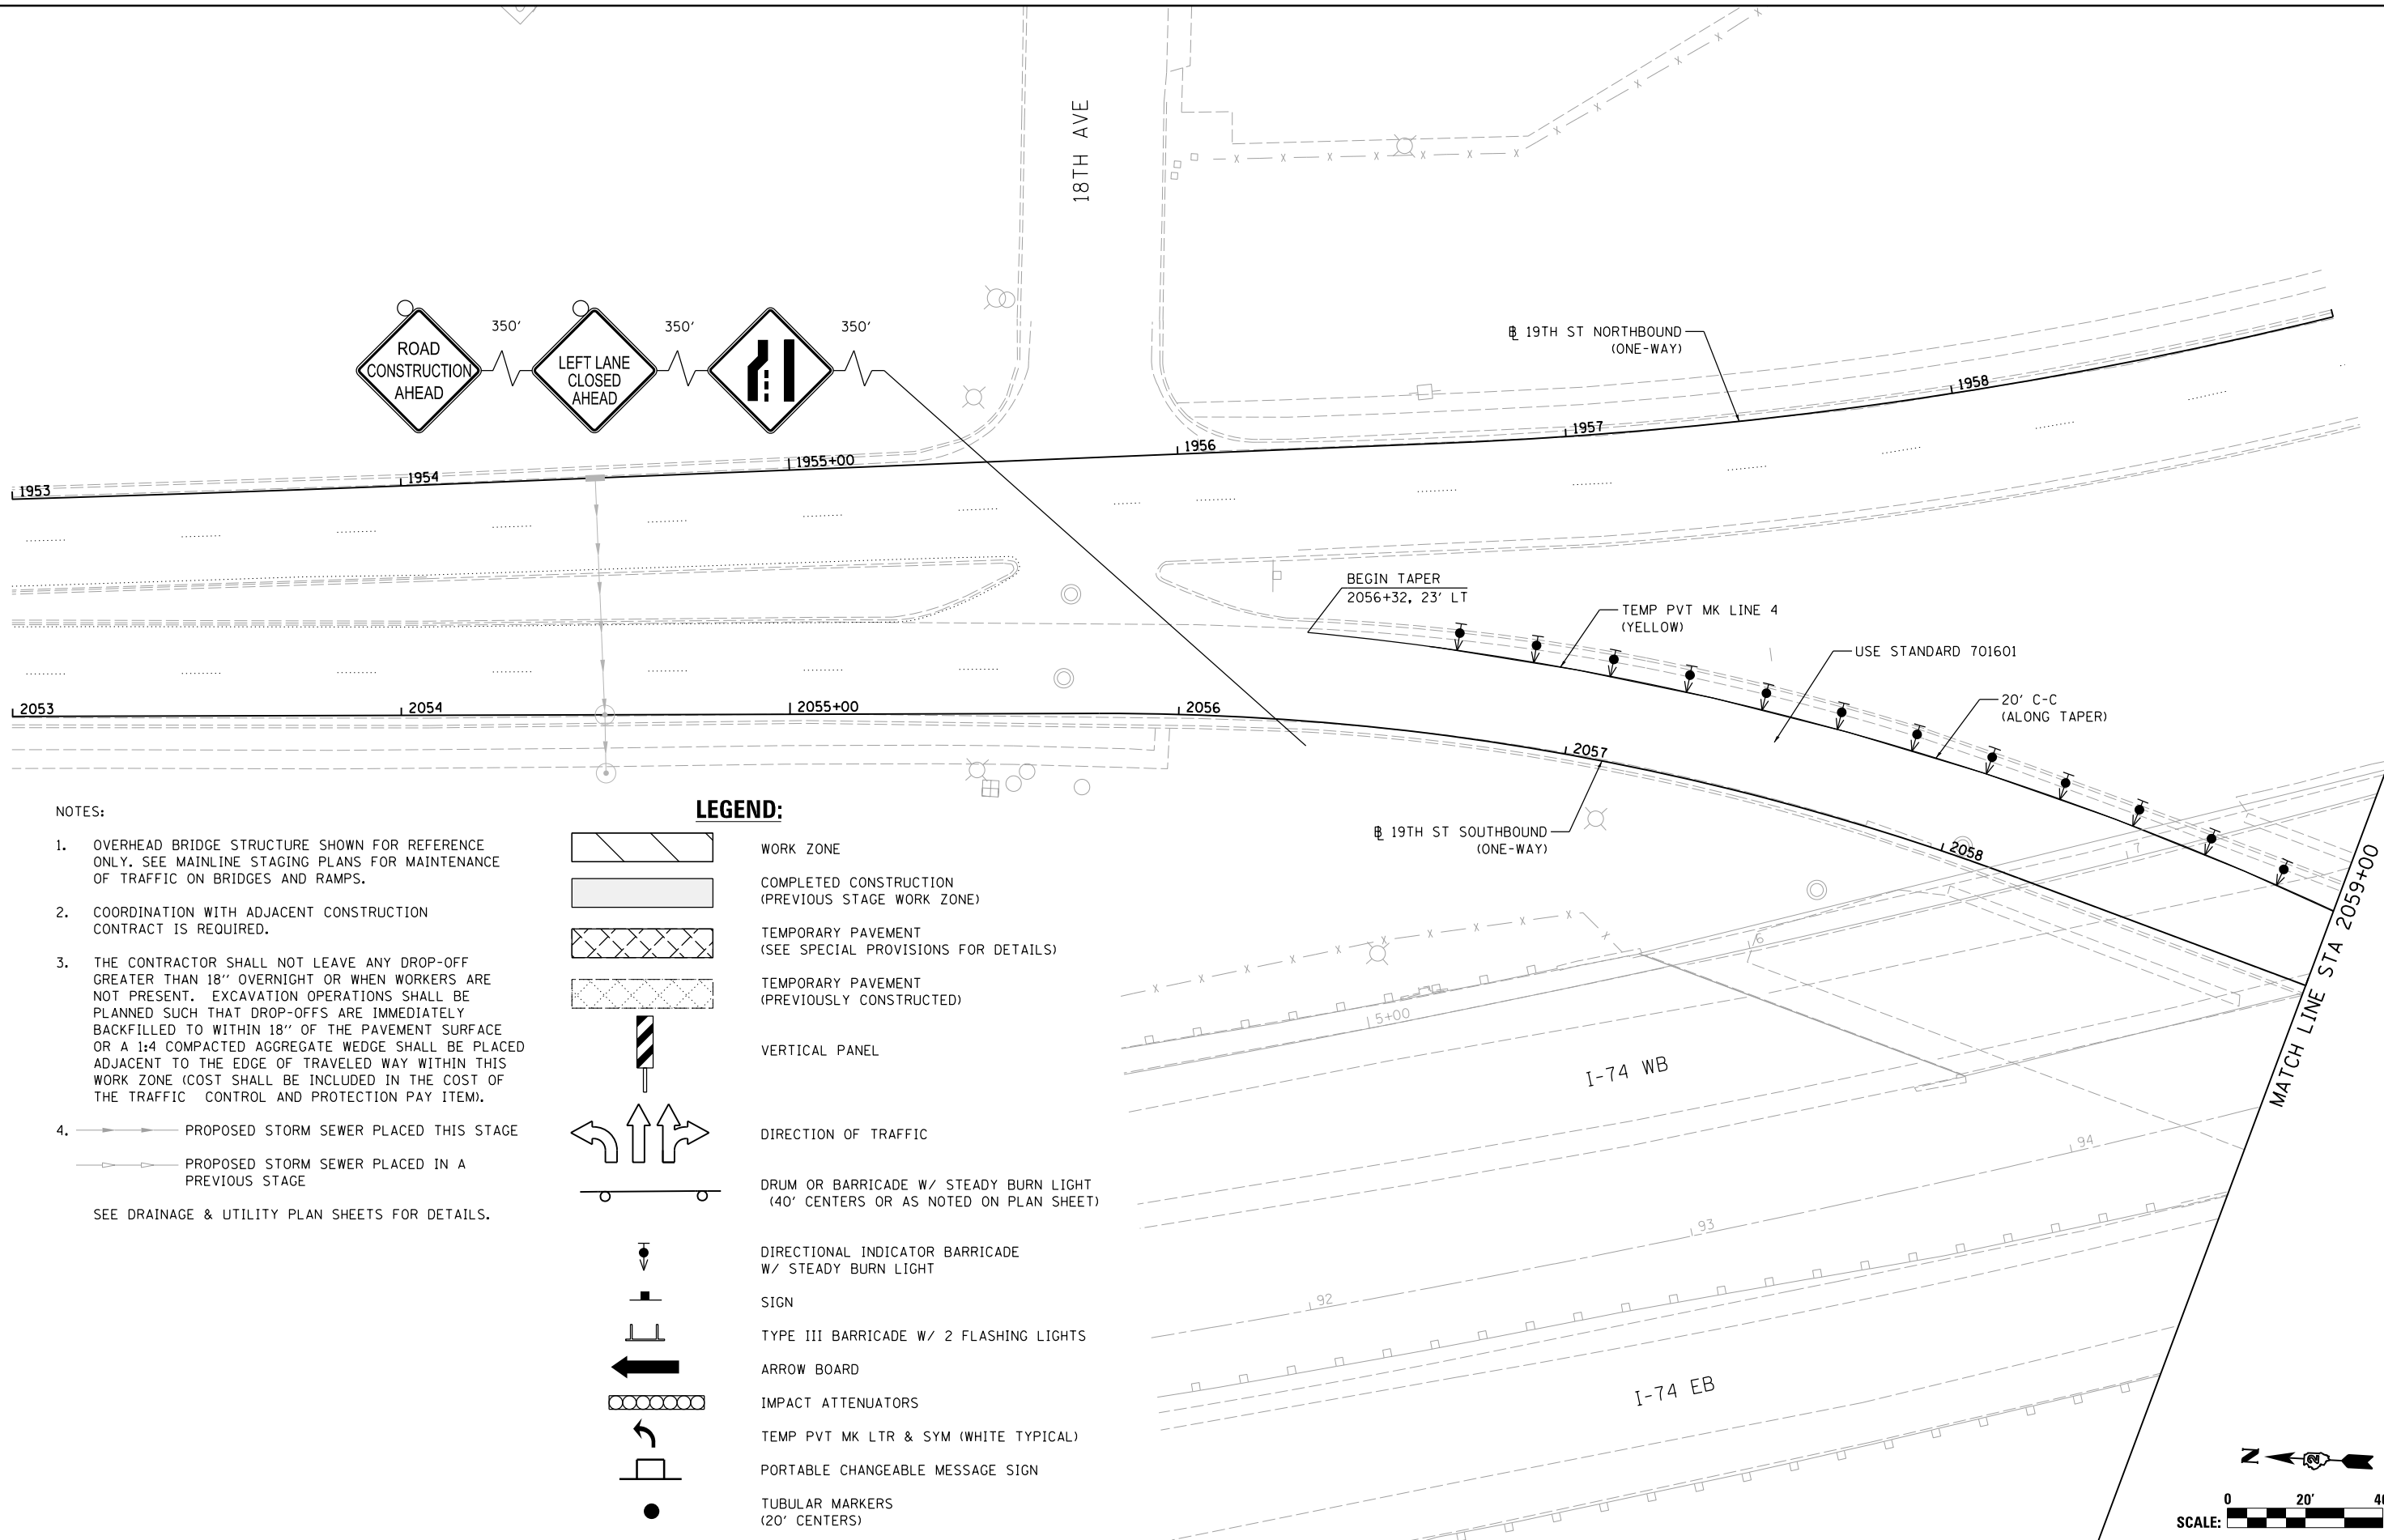 18TH AVE
ROAD
CONSTRUCTION
AHEAD
350'
LEFT LANE
CLOSED
AHEAD
350'
350'
℄ 19TH ST NORTHBOUND
(ONE-WAY)
1953
1954
1955+00
1956
1957
1958
BEGIN TAPER
2056+32, 23' LT
TEMP PVT MK LINE 4
(YELLOW)
USE STANDARD 701601
20' C-C
(ALONG TAPER)
2053
2054
2055+00
2056
2057
2058
℄ 19TH ST SOUTHBOUND
(ONE-WAY)
MATCH LINE STA 2059+00
5+00
6
7
I-74 WB
92
93
94
I-74 EB
NOTES:
1. OVERHEAD BRIDGE STRUCTURE SHOWN FOR REFERENCE
ONLY. SEE MAINLINE STAGING PLANS FOR MAINTENANCE
OF TRAFFIC ON BRIDGES AND RAMPS.
2. COORDINATION WITH ADJACENT CONSTRUCTION
CONTRACT IS REQUIRED.
3. THE CONTRACTOR SHALL NOT LEAVE ANY DROP-OFF
GREATER THAN 18" OVERNIGHT OR WHEN WORKERS ARE
NOT PRESENT. EXCAVATION OPERATIONS SHALL BE
PLANNED SUCH THAT DROP-OFFS ARE IMMEDIATELY
BACKFILLED TO WITHIN 18" OF THE PAVEMENT SURFACE
OR A 1:4 COMPACTED AGGREGATE WEDGE SHALL BE PLACED
ADJACENT TO THE EDGE OF TRAVELED WAY WITHIN THIS
WORK ZONE (COST SHALL BE INCLUDED IN THE COST OF
THE TRAFFIC CONTROL AND PROTECTION PAY ITEM).
4. PROPOSED STORM SEWER PLACED THIS STAGE
PROPOSED STORM SEWER PLACED IN A
PREVIOUS STAGE
SEE DRAINAGE & UTILITY PLAN SHEETS FOR DETAILS.
LEGEND:
WORK ZONE
COMPLETED CONSTRUCTION
(PREVIOUS STAGE WORK ZONE)
TEMPORARY PAVEMENT
(SEE SPECIAL PROVISIONS FOR DETAILS)
TEMPORARY PAVEMENT
(PREVIOUSLY CONSTRUCTED)
VERTICAL PANEL
DIRECTION OF TRAFFIC
DRUM OR BARRICADE W/ STEADY BURN LIGHT
(40' CENTERS OR AS NOTED ON PLAN SHEET)
DIRECTIONAL INDICATOR BARRICADE
W/ STEADY BURN LIGHT
SIGN
TYPE III BARRICADE W/ 2 FLASHING LIGHTS
ARROW BOARD
IMPACT ATTENUATORS
TEMP PVT MK LTR & SYM (WHITE TYPICAL)
PORTABLE CHANGEABLE MESSAGE SIGN
TUBULAR MARKERS
(20' CENTERS)
N
SCALE: 0 20'